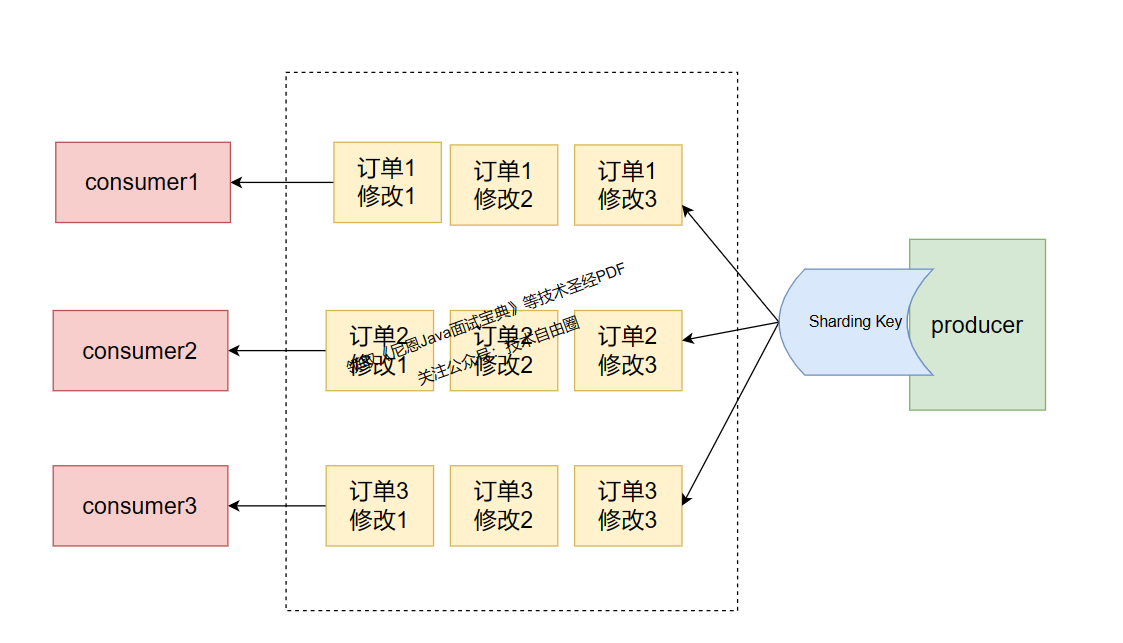 consumer1
订单1
修改1
订单1
修改2
订单1
修改3
consumer2
订单2
修改1
订单2
修改2
订单2
修改3
领取《尼恩Java面试宝典》等技术圣经PDF
关注公众号：技术自由圈
Sharding Key
producer
consumer3
订单3
修改1
订单3
修改2
订单3
修改3